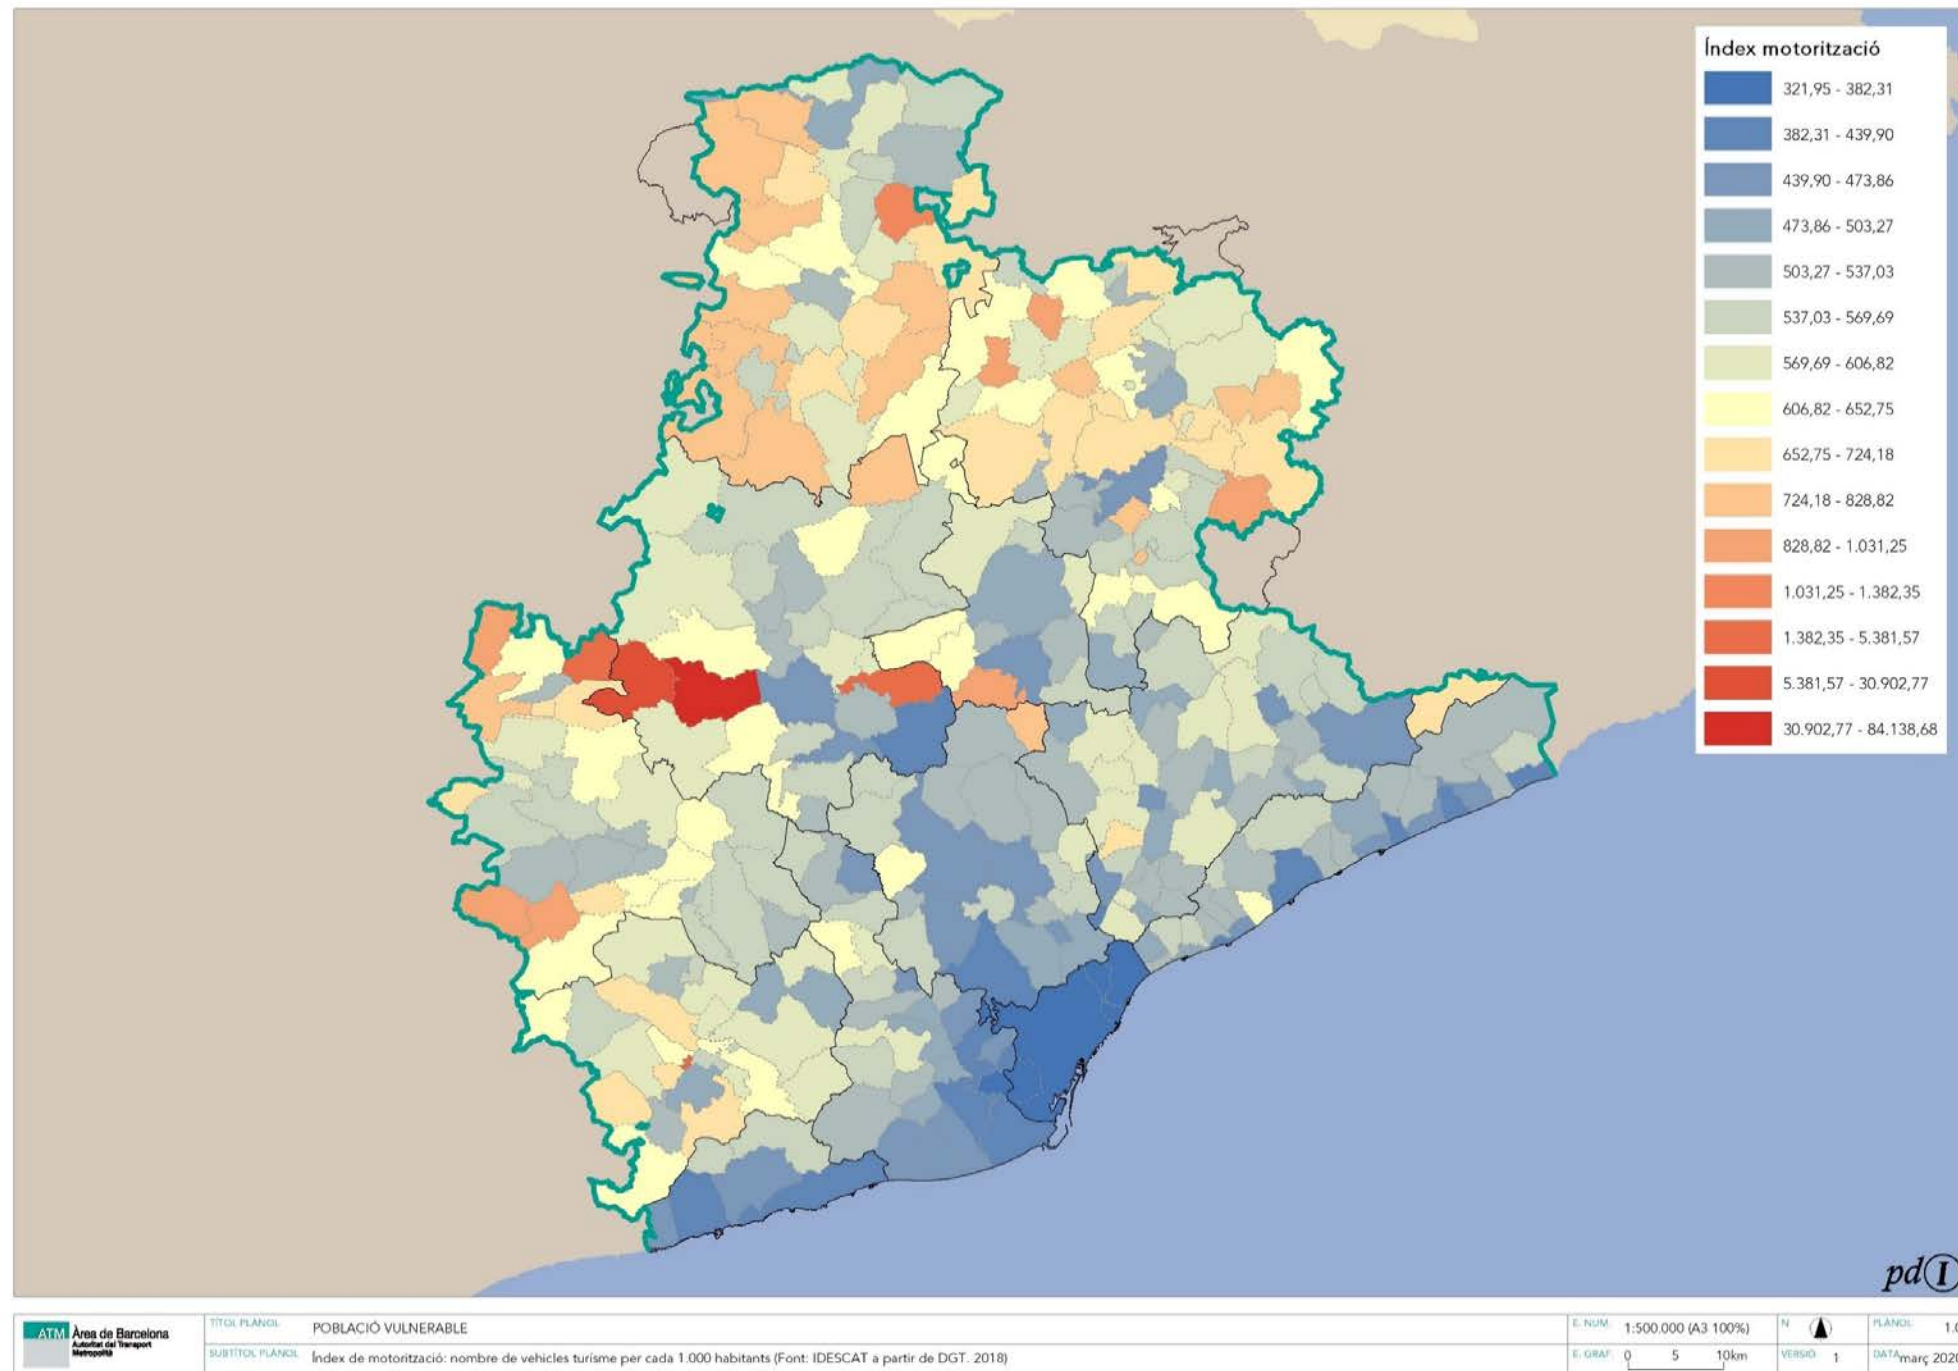 Índex motorització
321,95 - 382,31
382,31 - 439,90
439,90 - 473,86
473,86 - 503,27
503,27 - 537,03
537,03 - 569,69
569,69 - 606,82
606,82 - 652,75
652,75 - 724,18
724,18 - 828,82
828,82 - 1.031,25
1.031,25 - 1.382,35
1.382,35 - 5.381,57
5.381,57 - 30.902,77
30.902,77 - 84.138,68
pdI
ATM Àrea de Barcelona
Autoritat del Transport
Metropolità
TÍTOL PLÀNOL POBLACIÓ VULNERABLE
SUBTÍTOL PLÀNOL Índex de motorització: nombre de vehicles turisme per cada 1.000 habitants (Font: IDESCAT a partir de DGT. 2018)
E. NUM. 1:500.000 (A3 100%)
E. GRAF. 0 5 10km
N
VERSIÓ 1
PLÀNOL 1.0
DATA març 2020